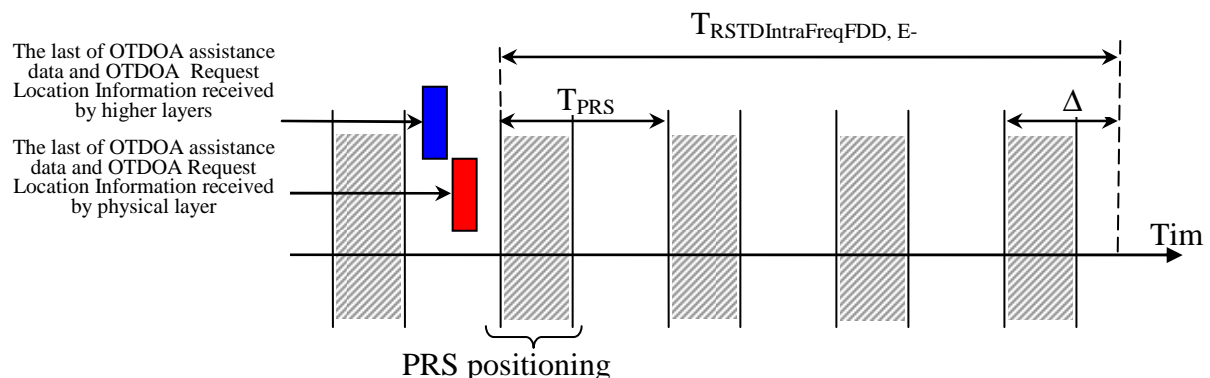 The last of OTDOA assistance
data and OTDOA Request
Location Information received
by higher layers
The last of OTDOA assistance
data and OTDOA Request
Location Information received
by physical layer
T_RSTDIntraFreqFDD, E-
T_PRS
Δ
Tim
PRS positioning